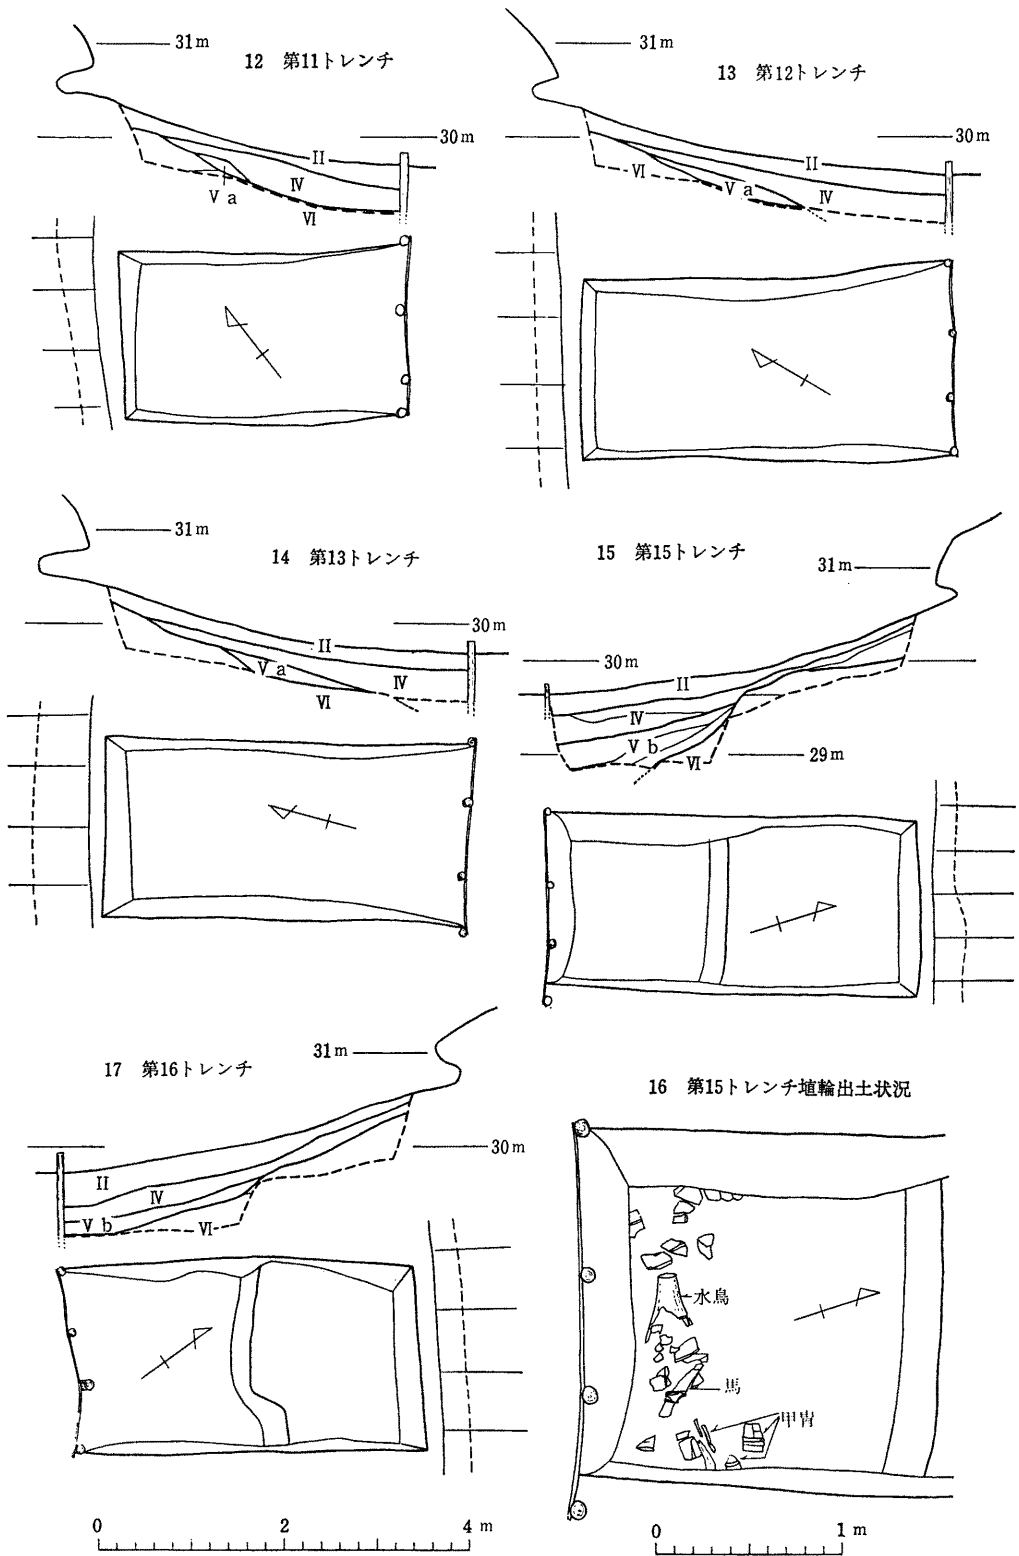 31m
12 第11トレンチ
30m
II
IV
V a
VI
31m
13 第12トレンチ
30m
II
VI
V a
IV
31m
14 第13トレンチ
30m
II
V a
IV
VI
15 第15トレンチ
31m
30m
II
IV
V b
VI
29m
31m
17 第16トレンチ
30m
II
IV
V b
VI
16 第15トレンチ埴輪出土状況
水鳥
馬
甲冑
0 2 4 m
0 1 m